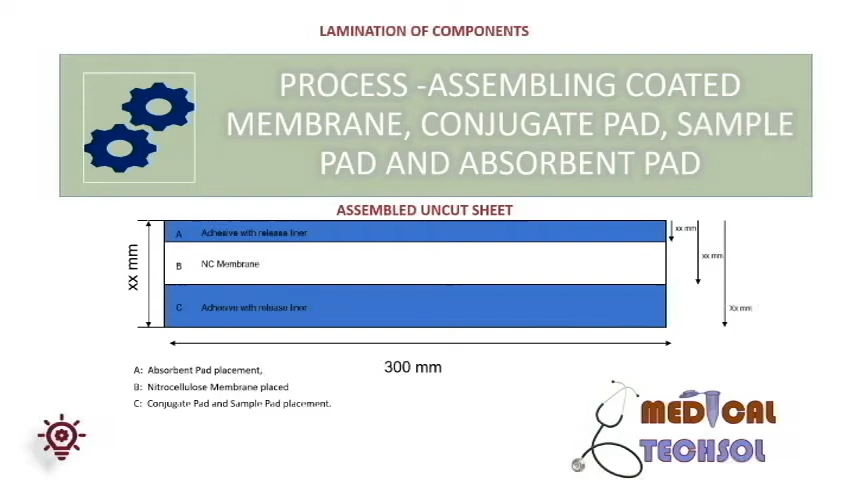 LAMINATION OF COMPONENTS
PROCESS -ASSEMBLING COATED
MEMBRANE, CONJUGATE PAD, SAMPLE
PAD AND ABSORBENT PAD
ASSEMBLED UNCUT SHEET
A Adhesive with release liner
B NC Membrane
C Adhesive with release liner
xx mm
xx mm
xx mm
Xx mm
300 mm
A: Absorbent Pad placement,
B: Nitrocellulose Membrane placed
C: Conjugate Pad and Sample Pad placement.
MEDICAL
TECHSOL